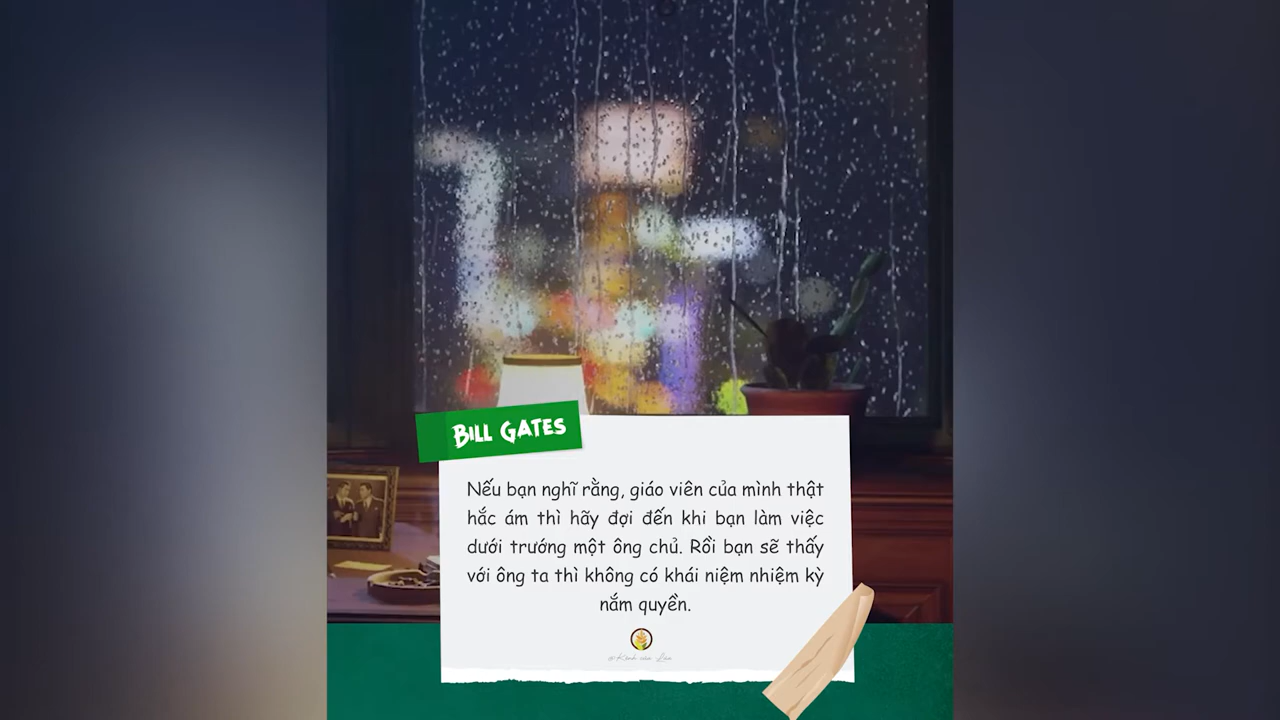 BILL GATES
Nếu bạn nghĩ rằng, giáo viên của mình thật
hắc ám thì hãy đợi đến khi bạn làm việc
dưới trướng một ông chủ. Rồi bạn sẽ thấy
với ông ta thì không có khái niệm nhiệm kỳ
nắm quyền.